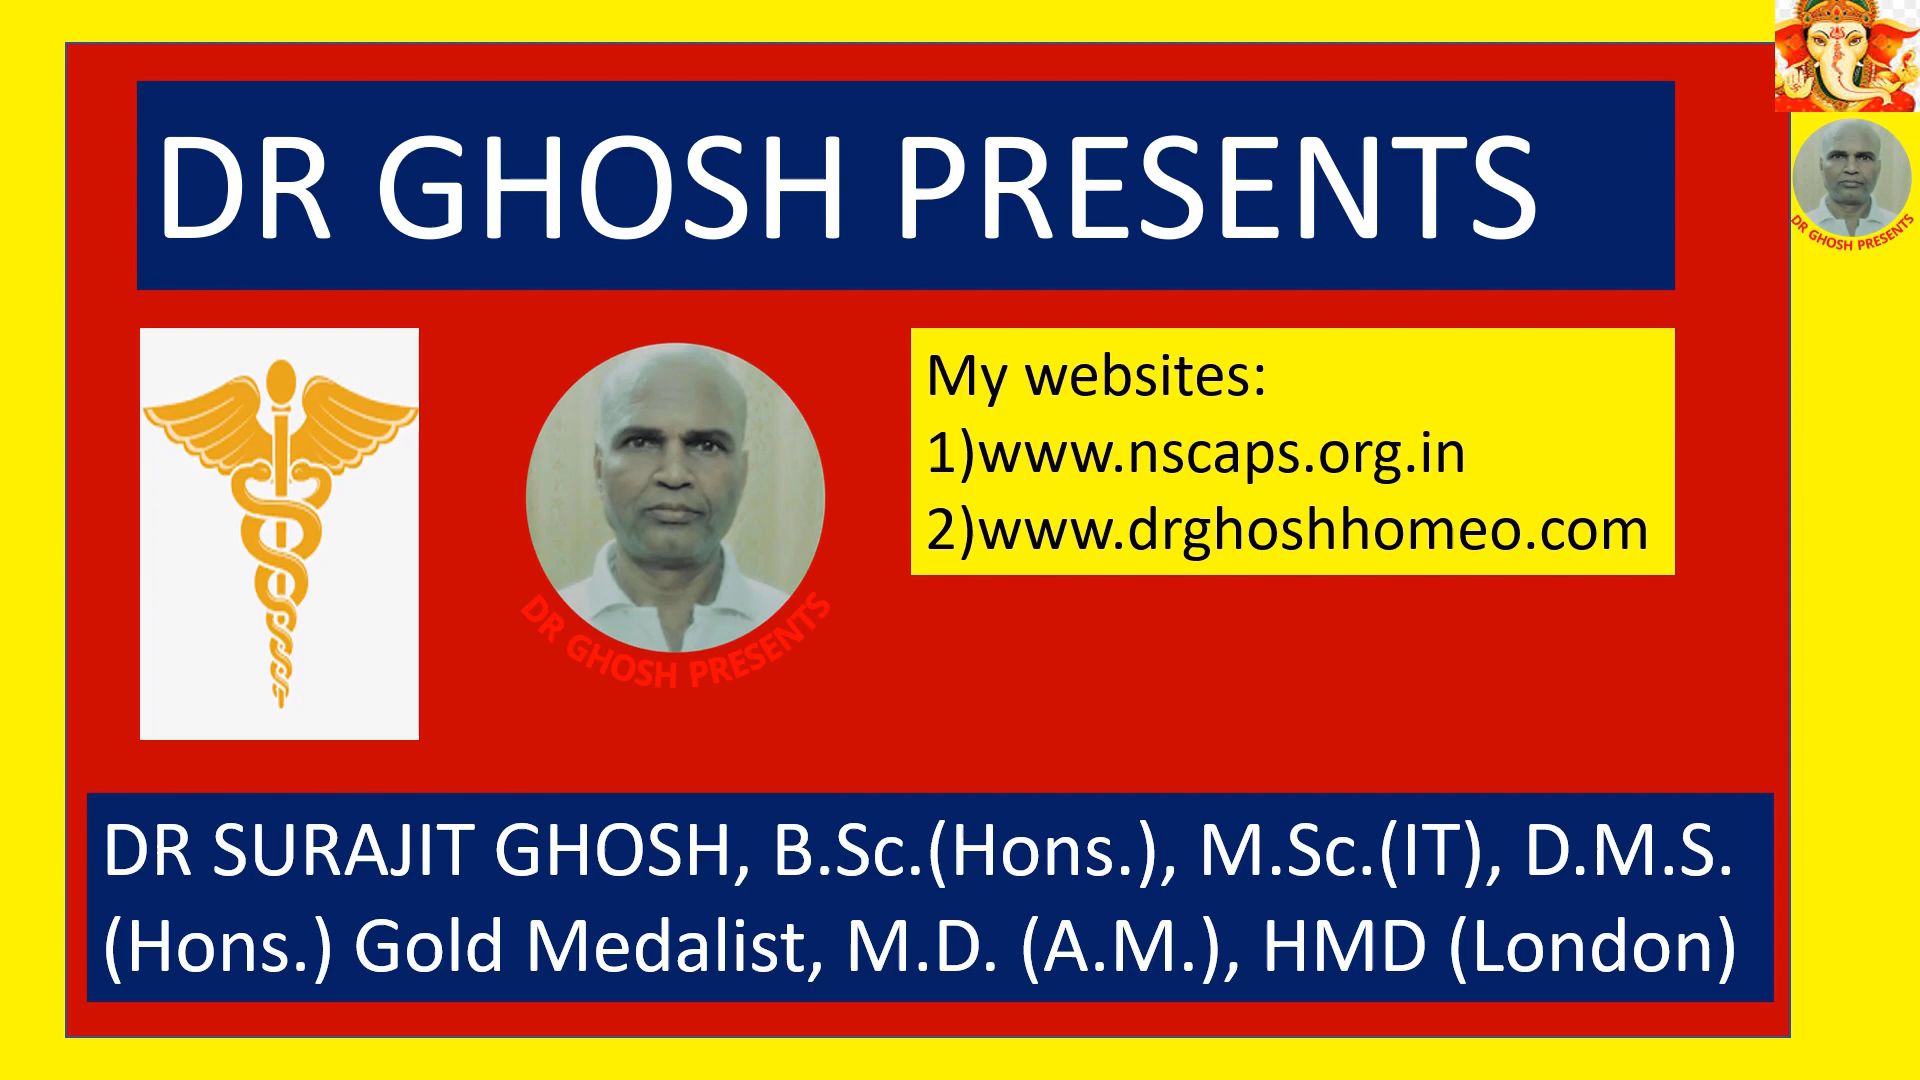 DR GHOSH PRESENTS
DR GHOSH PRESENTS
My websites:
1)www.nscaps.org.in
2)www.drghoshhomeo.com
DR GHOSH PRESENTS
DR SURAJIT GHOSH, B.Sc.(Hons.), M.Sc.(IT), D.M.S.
(Hons.) Gold Medalist, M.D. (A.M.), HMD (London)